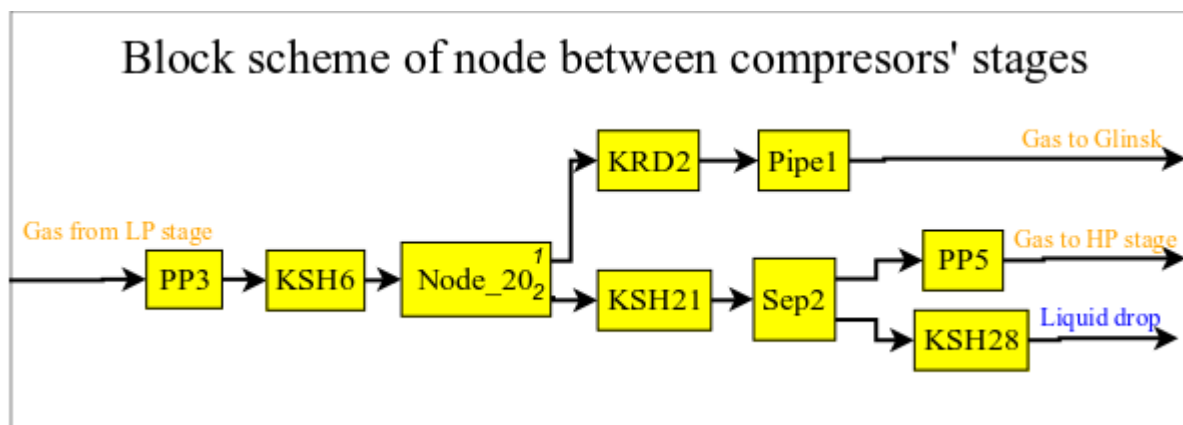 Block scheme of node between compresors' stages
Gas to Glinsk
KRD2
Pipe1
Gas from LP stage
Gas to HP stage
PP3
KSH6
Node_20
1
2
KSH21
Sep2
PP5
Liquid drop
KSH28